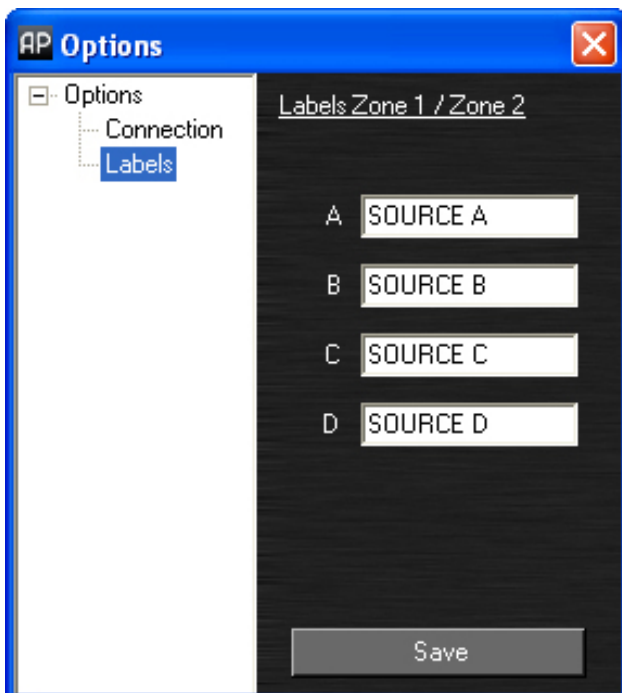 AP Options
Options
Connection
Labels
Labels Zone 1 / Zone 2
A SOURCE A
B SOURCE B
C SOURCE C
D SOURCE D
Save